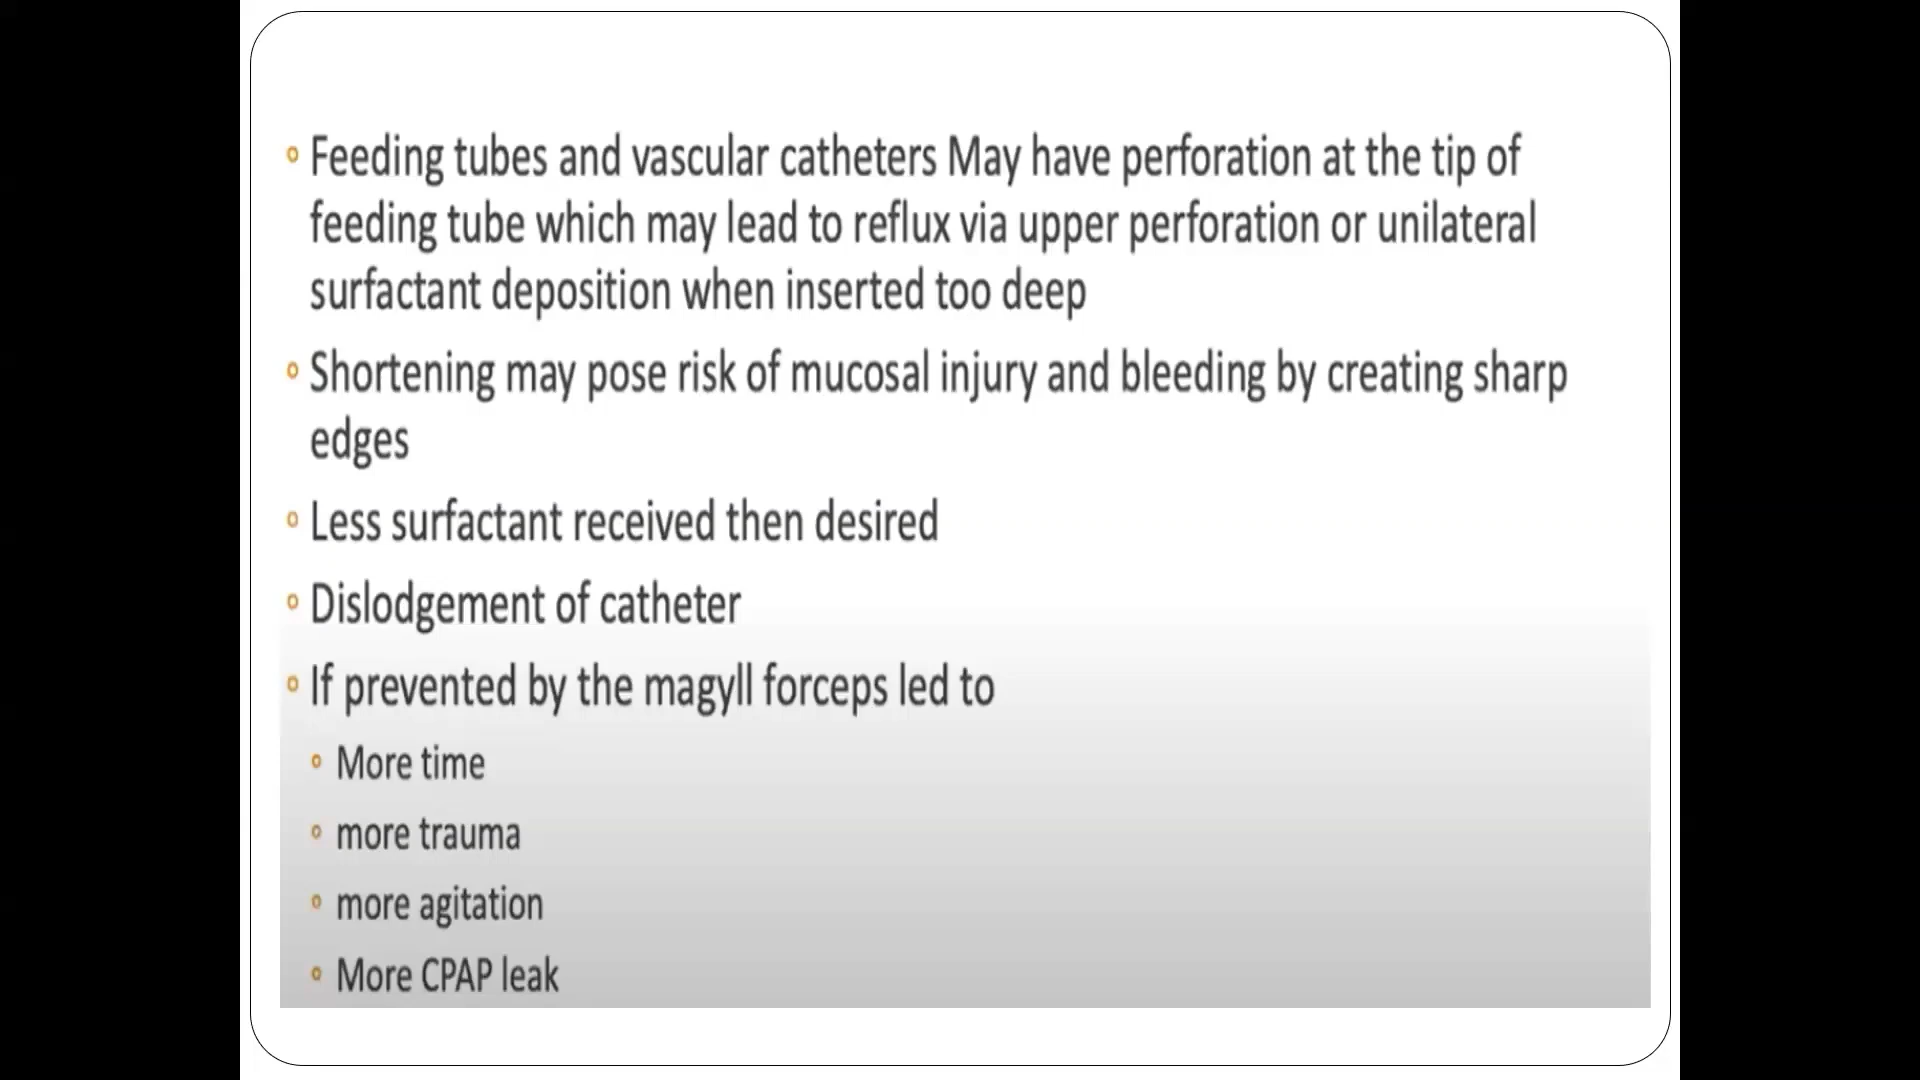 Feeding tubes and vascular catheters May have perforation at the tip of
feeding tube which may lead to reflux via upper perforation or unilateral
surfactant deposition when inserted too deep
Shortening may pose risk of mucosal injury and bleeding by creating sharp
edges
Less surfactant received then desired
Dislodgement of catheter
If prevented by the magyll forceps led to
More time
more trauma
more agitation
More CPAP leak